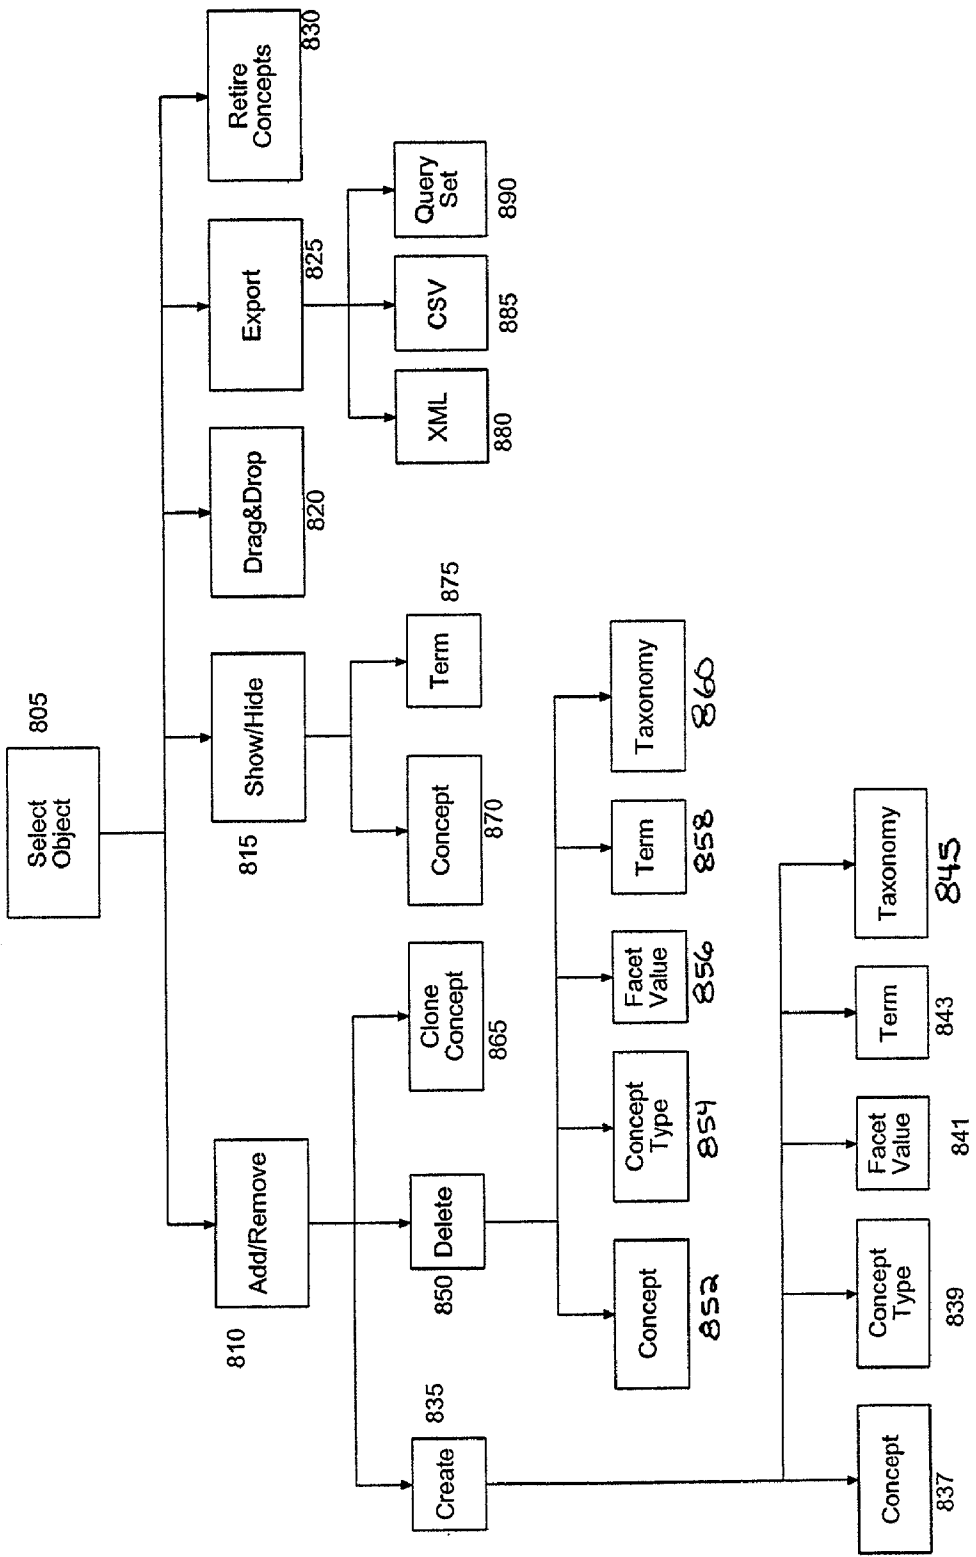 Select
Object
805
Add/Remove
810
Show/Hide
815
Drag&Drop
820
Export
825
Retire
Concepts
830
Create
835
Delete
850
Clone
Concept
865
Concept
870
Term
875
XML
880
CSV
885
Query
Set
890
Concept
852
Concept
Type
854
Facet
Value
856
Term
858
Taxonomy
860
Concept
837
Concept
Type
839
Facet
Value
841
Term
843
Taxonomy
845